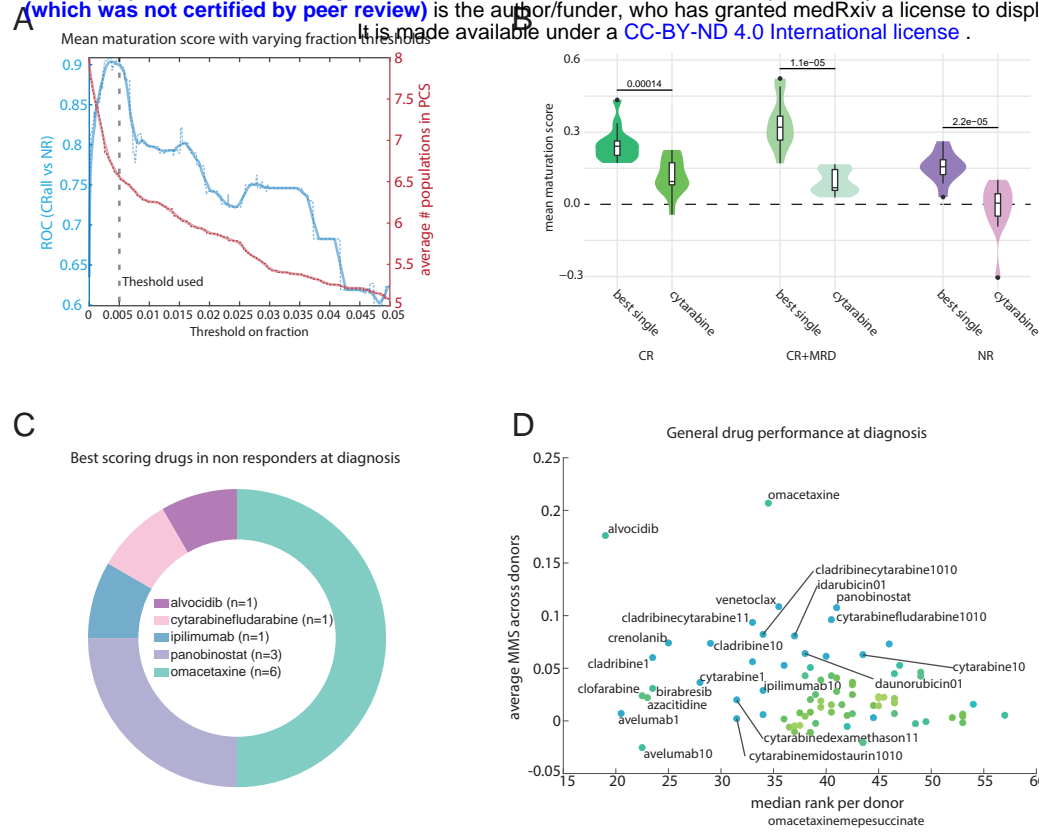 (which was not certified by peer review) is the author/funder, who has granted medRxiv a license to displ
It is made available under a CC-BY-ND 4.0 International license .
A
Mean maturation score with varying fraction thresholds
ROC (CRall vs NR)
0.9
0.85
0.8
0.75
0.7
0.65
0.6
8
7.5
7
6.5
6
5.5
5
average # populations in PCS
Theshold used
0 0.005 0.01 0.015 0.02 0.025 0.03 0.035 0.04 0.045 0.05
Threshold on fraction
B
mean maturation score
0.6
0.3
0.0
−0.3
0.00014
1.1e−05
2.2e−05
best single
cytarabine
best single
cytarabine
best single
cytarabine
CR
CR+MRD
NR
C
Best scoring drugs in non responders at diagnosis
alvocidib (n=1)
cytarabinefludarabine (n=1)
ipilimumab (n=1)
panobinostat (n=3)
omacetaxine (n=6)
D
General drug performance at diagnosis
average MMS across donors
0.25
0.2
0.15
0.1
0.05
0
-0.05
omacetaxine
alvocidib
cladribinecytarabine1010
idarubicin01
panobinostat
venetoclax
cladribinecytarabine11
cytarabinefludarabine1010
crenolanib
cladribine10
cladribine1
cytarabine10
cytarabine1
ipilimumab10
daunorubicin01
clofarabine
birabresib
azacitidine
avelumab1
cytarabinedexamethason11
avelumab10
cytarabinemidostaurin1010
15 20 25 30 35 40 45 50 55
median rank per donor
omacetaxinemepesuccinate